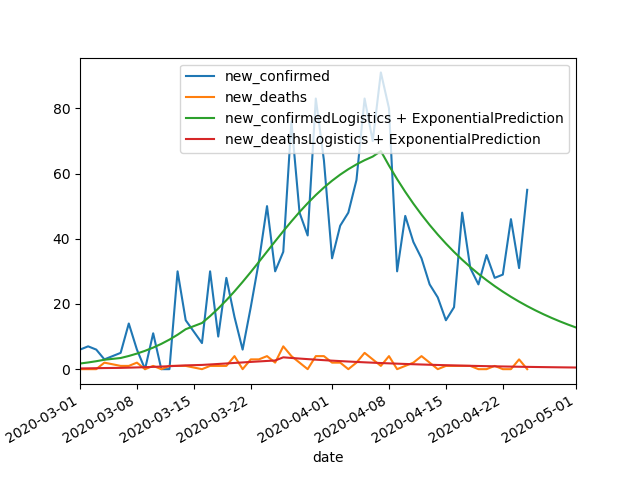 new_confirmed
new_deaths
new_confirmedLogistics + ExponentialPrediction
new_deathsLogistics + ExponentialPrediction
80
60
40
20
0
2020-03-01
2020-03-08
2020-03-15
2020-03-22
2020-04-01
2020-04-08
2020-04-15
2020-04-22
2020-05-01
date